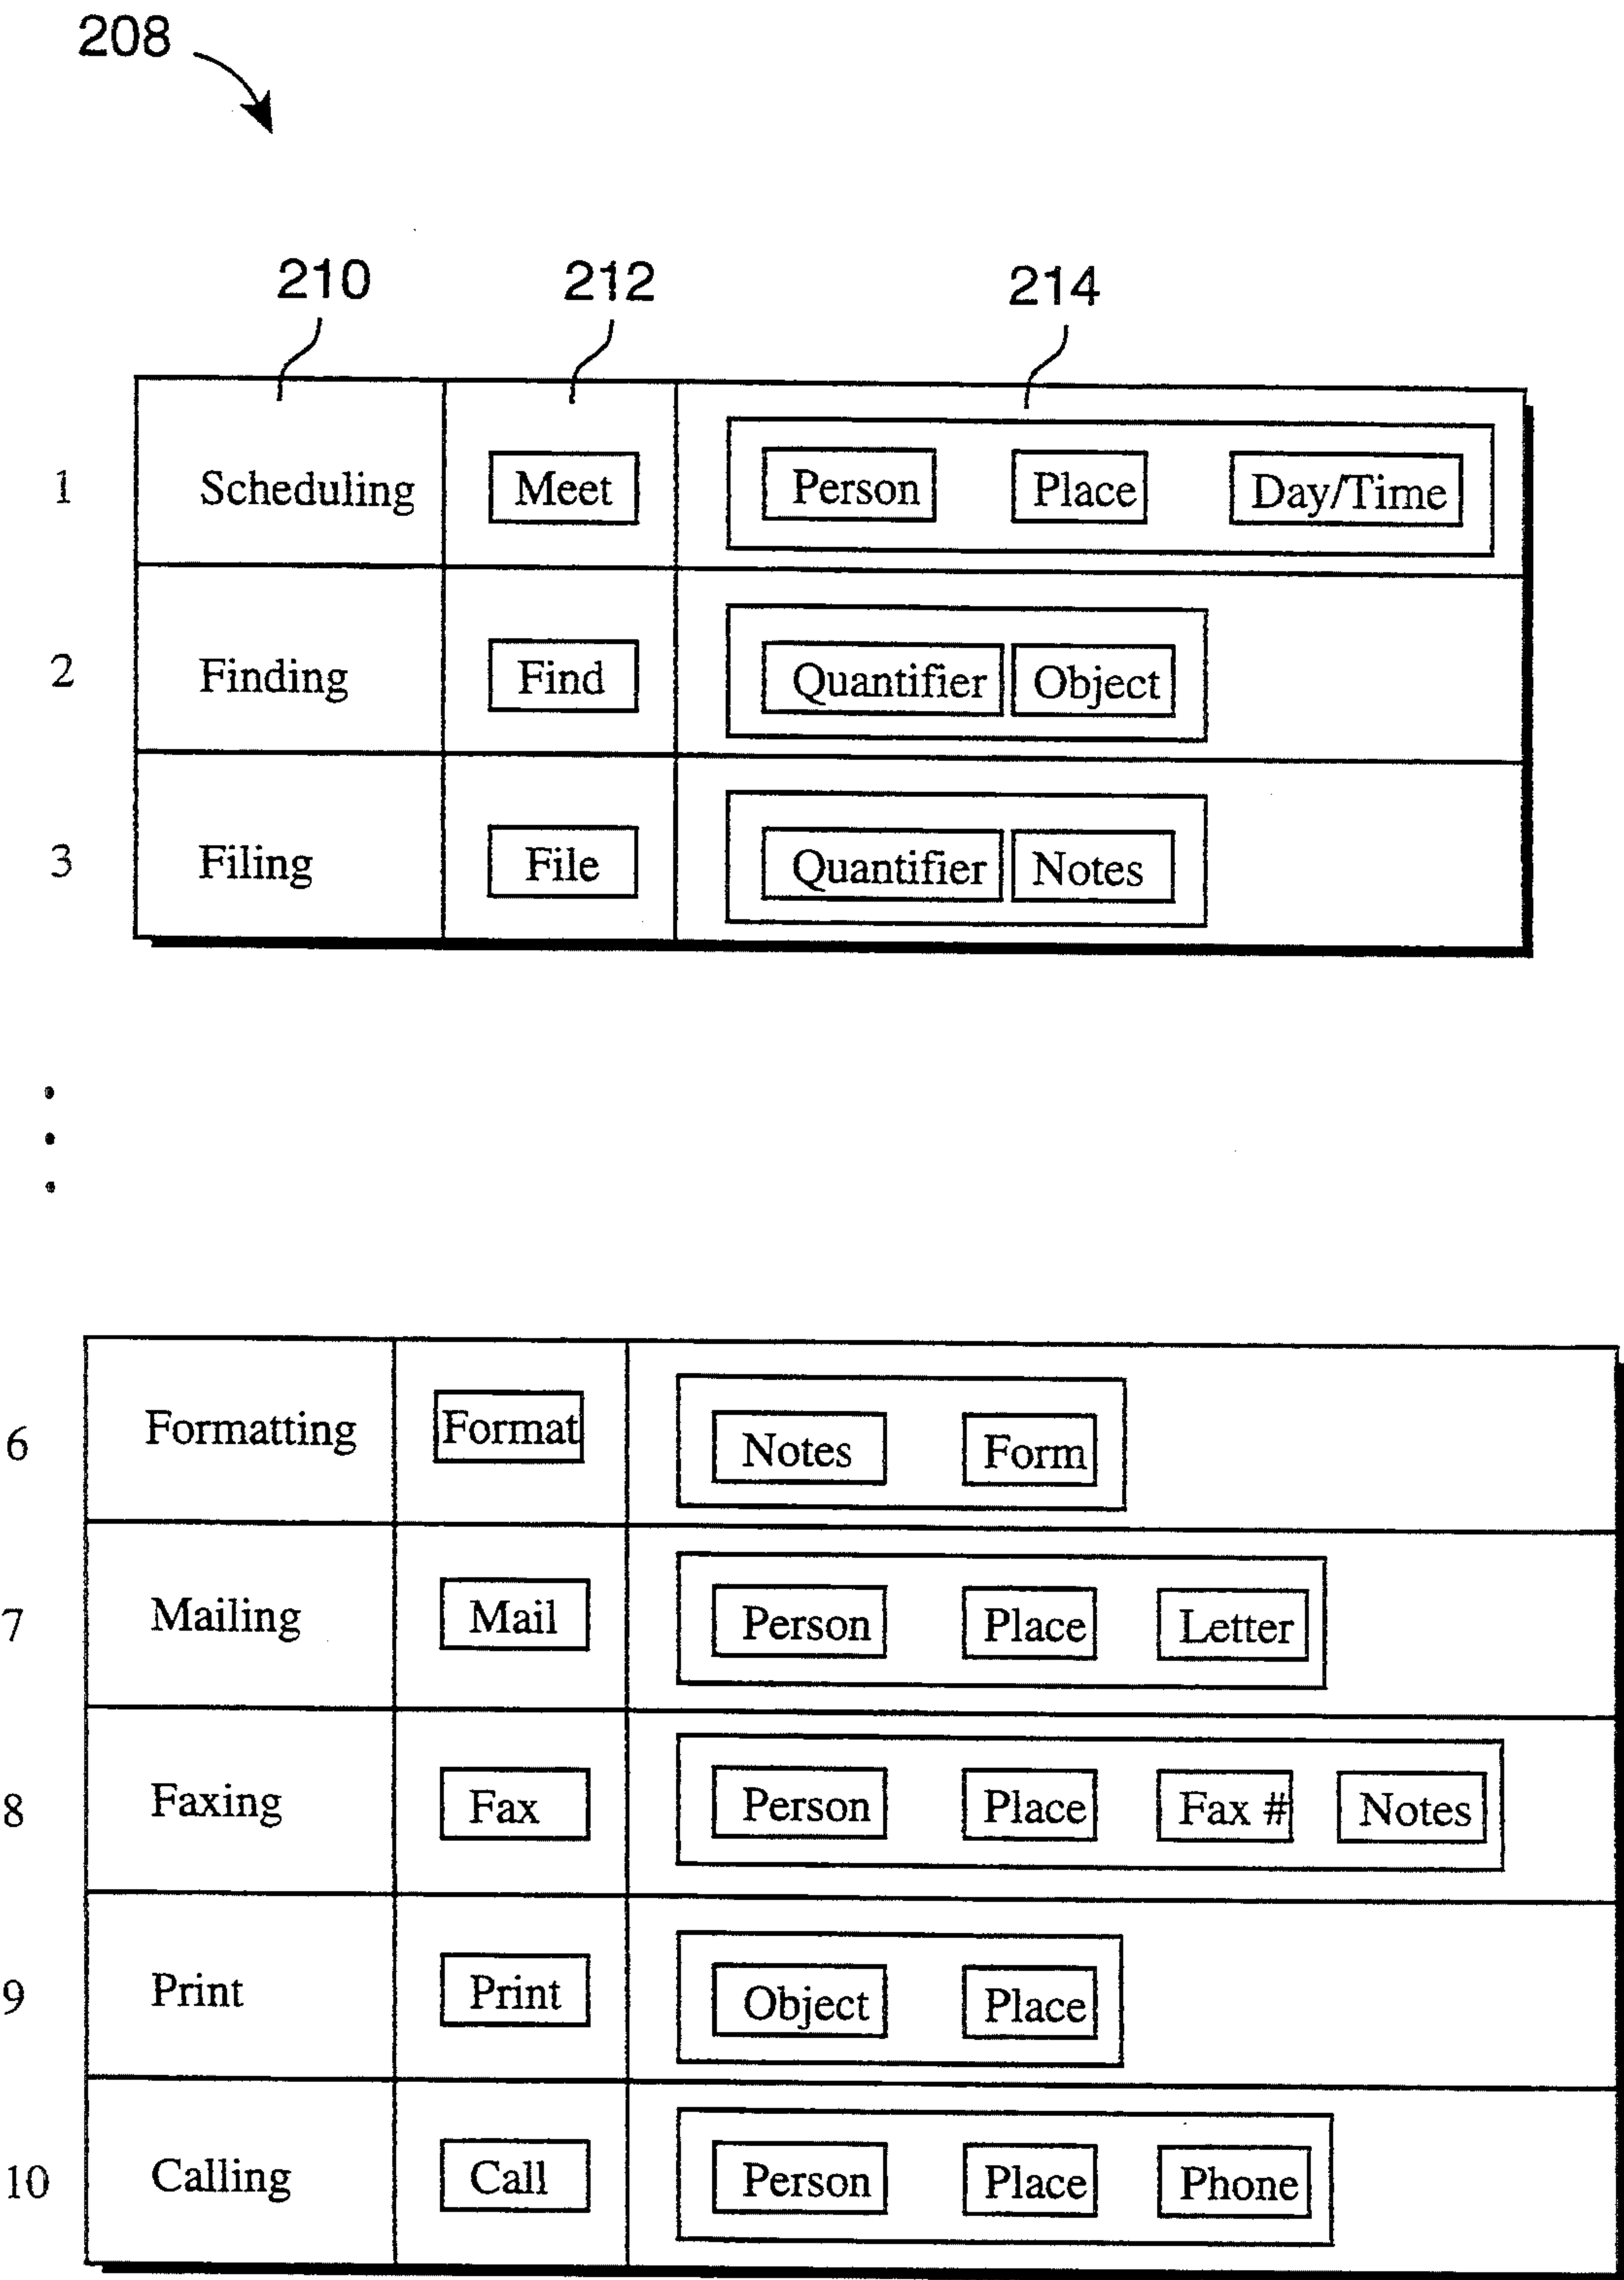 208
210 212 214
1 Scheduling Meet Person Place Day/Time
2 Finding Find Quantifier Object
3 Filing File Quantifier Notes
6 Formatting Format Notes Form
7 Mailing Mail Person Place Letter
8 Faxing Fax Person Place Fax # Notes
9 Print Print Object Place
10 Calling Call Person Place Phone